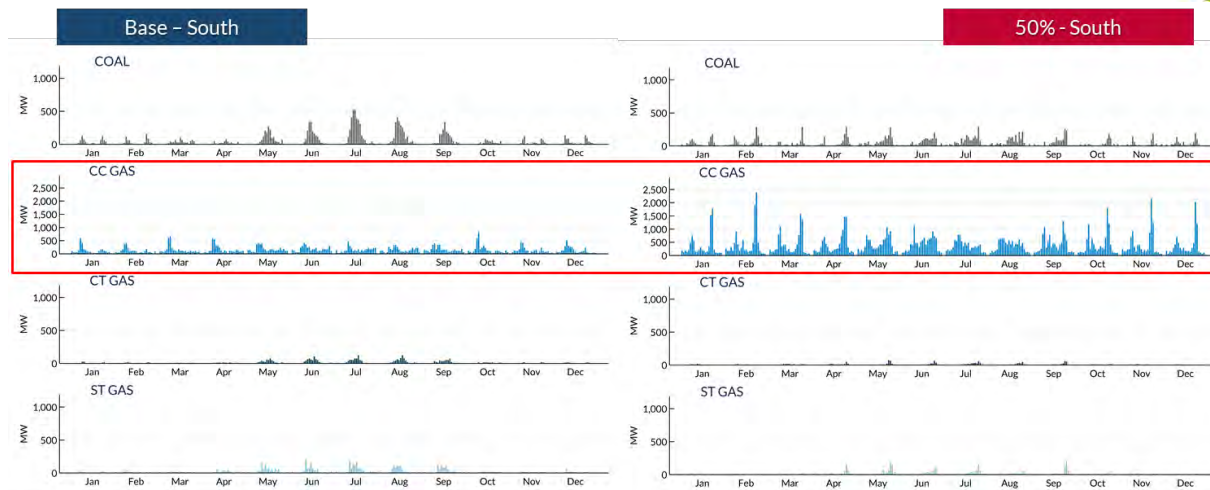 Base – South
COAL
1,000
MW
500
0
Jan Feb Mar Apr May Jun Jul Aug Sep Oct Nov Dec
CC GAS
2,500
2,000
MW
1,500
1,000
500
0
Jan Feb Mar Apr May Jun Jul Aug Sep Oct Nov Dec
CT GAS
1,000
MW
500
0
Jan Feb Mar Apr May Jun Jul Aug Sep Oct Nov Dec
ST GAS
1,000
MW
500
0
Jan Feb Mar Apr May Jun Jul Aug Sep Oct Nov Dec
50% - South
COAL
1,000
MW
500
0
Jan Feb Mar Apr May Jun Jul Aug Sep Oct Nov Dec
CC GAS
2,500
2,000
MW
1,500
1,000
500
0
Jan Feb Mar Apr May Jun Jul Aug Sep Oct Nov Dec
CT GAS
1,000
MW
500
0
Jan Feb Mar Apr May Jun Jul Aug Sep Oct Nov Dec
ST GAS
1,000
MW
500
0
Jan Feb Mar Apr May Jun Jul Aug Sep Oct Nov Dec